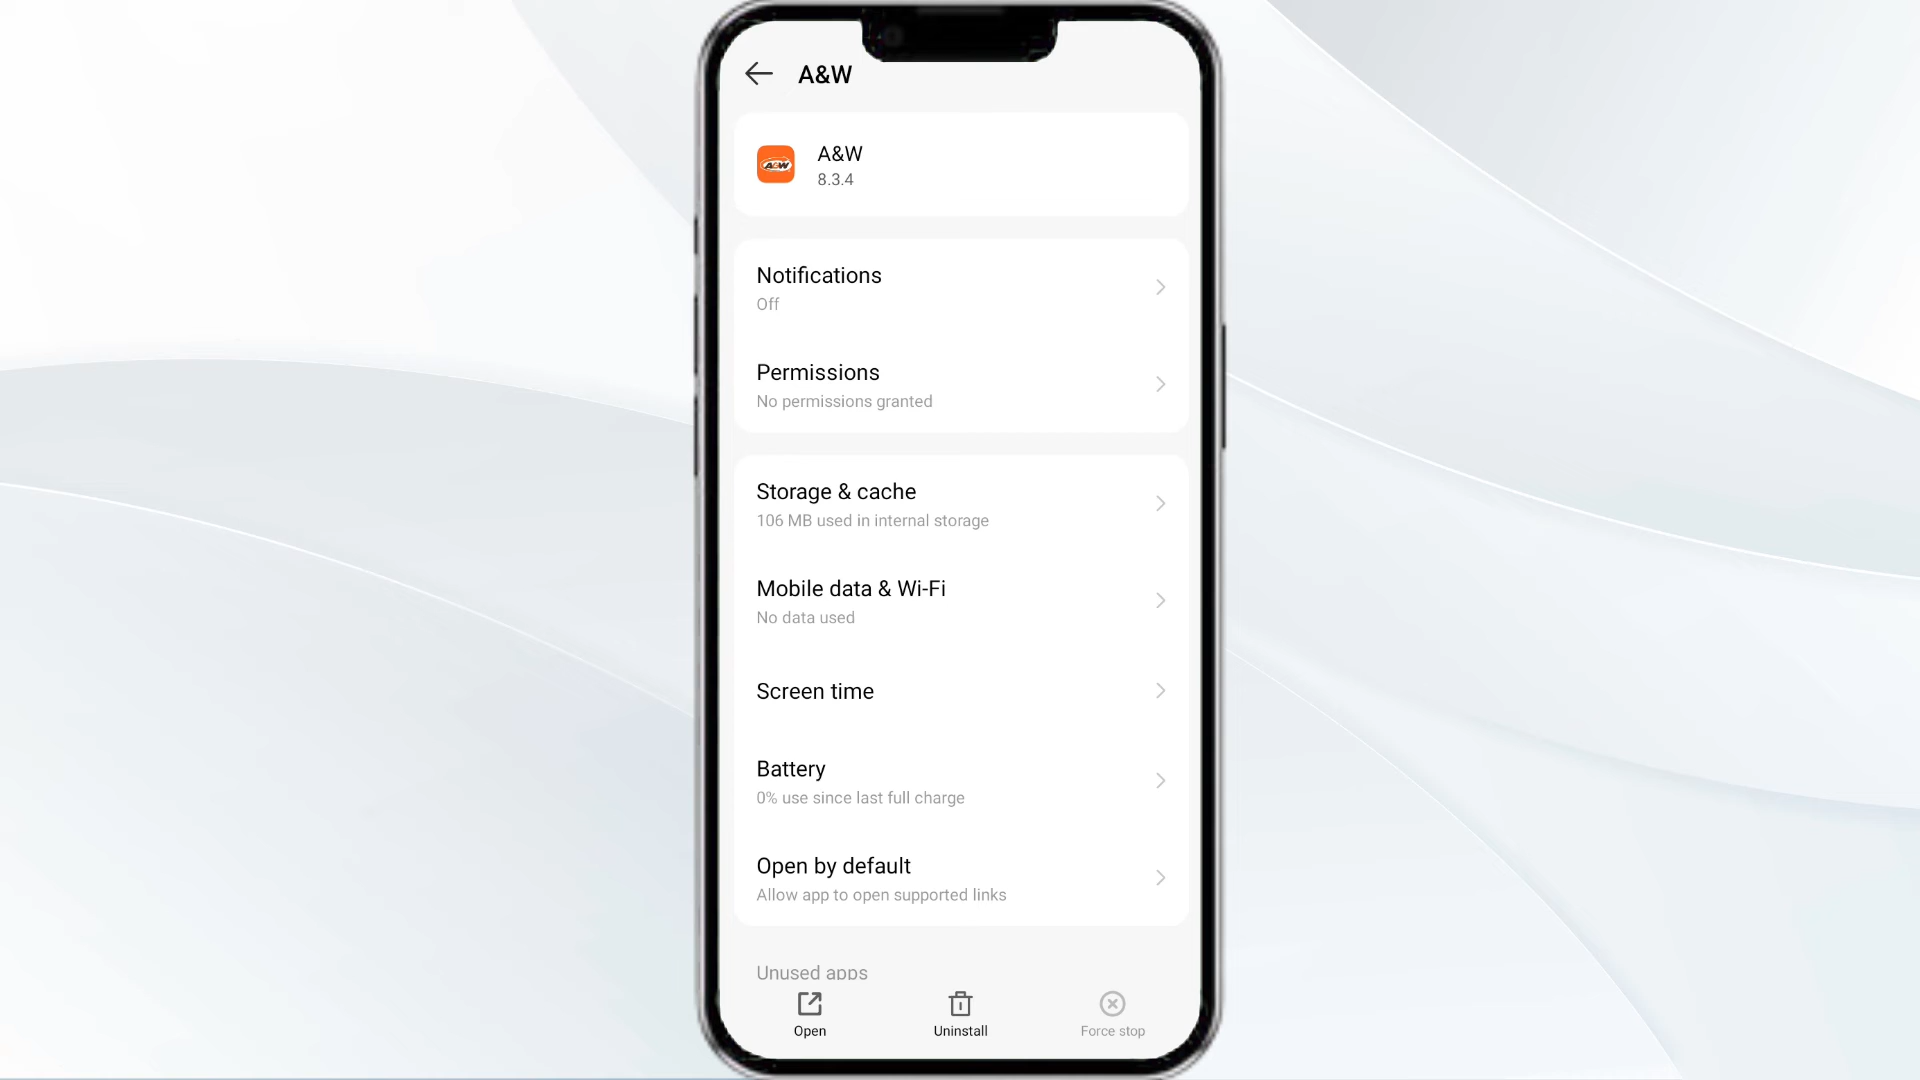 A&W
A&W
A&W
8.3.4
Notifications
Off
Permissions
No permissions granted
Storage & cache
106 MB used in internal storage
Mobile data & Wi-Fi
No data used
Screen time
Battery
0% use since last full charge
Open by default
Allow app to open supported links
Unused apps
Open
Uninstall
Force stop